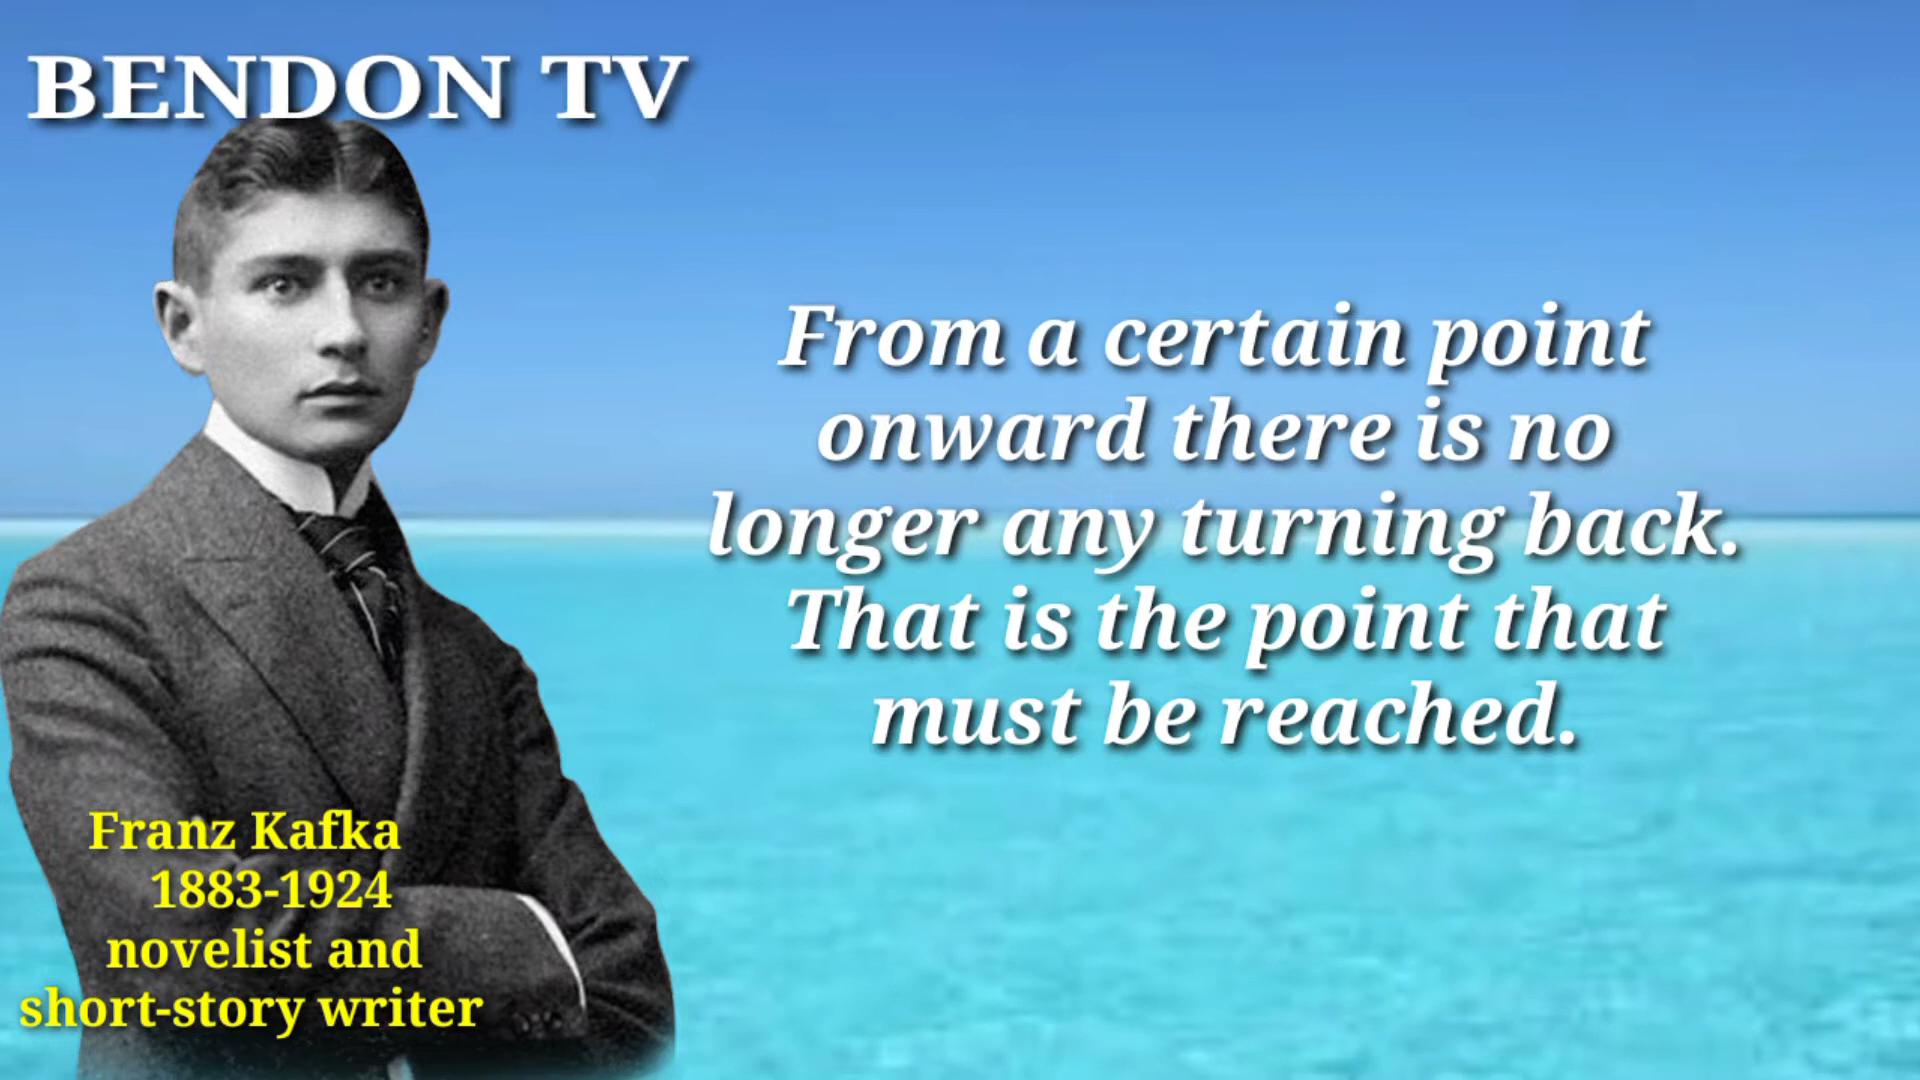 BENDON TV
From a certain point
onward there is no
longer any turning back.
That is the point that
must be reached.
Franz Kafka
1883-1924
novelist and
short-story writer